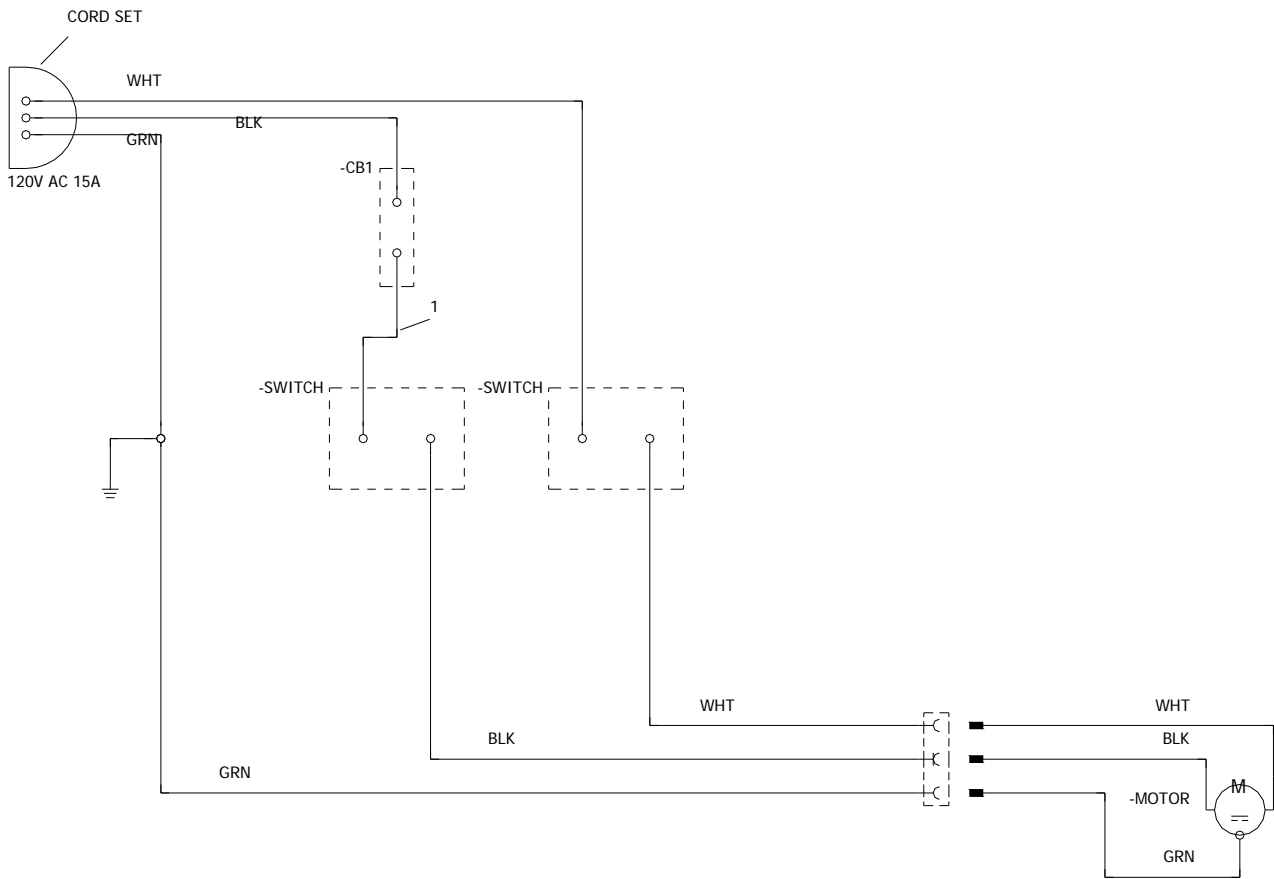 CORD SET
WHT
BLK
GRN
120V AC 15A
-CB1
1
-SWITCH
-SWITCH
WHT
WHT
BLK
BLK
GRN
M
-MOTOR
GRN